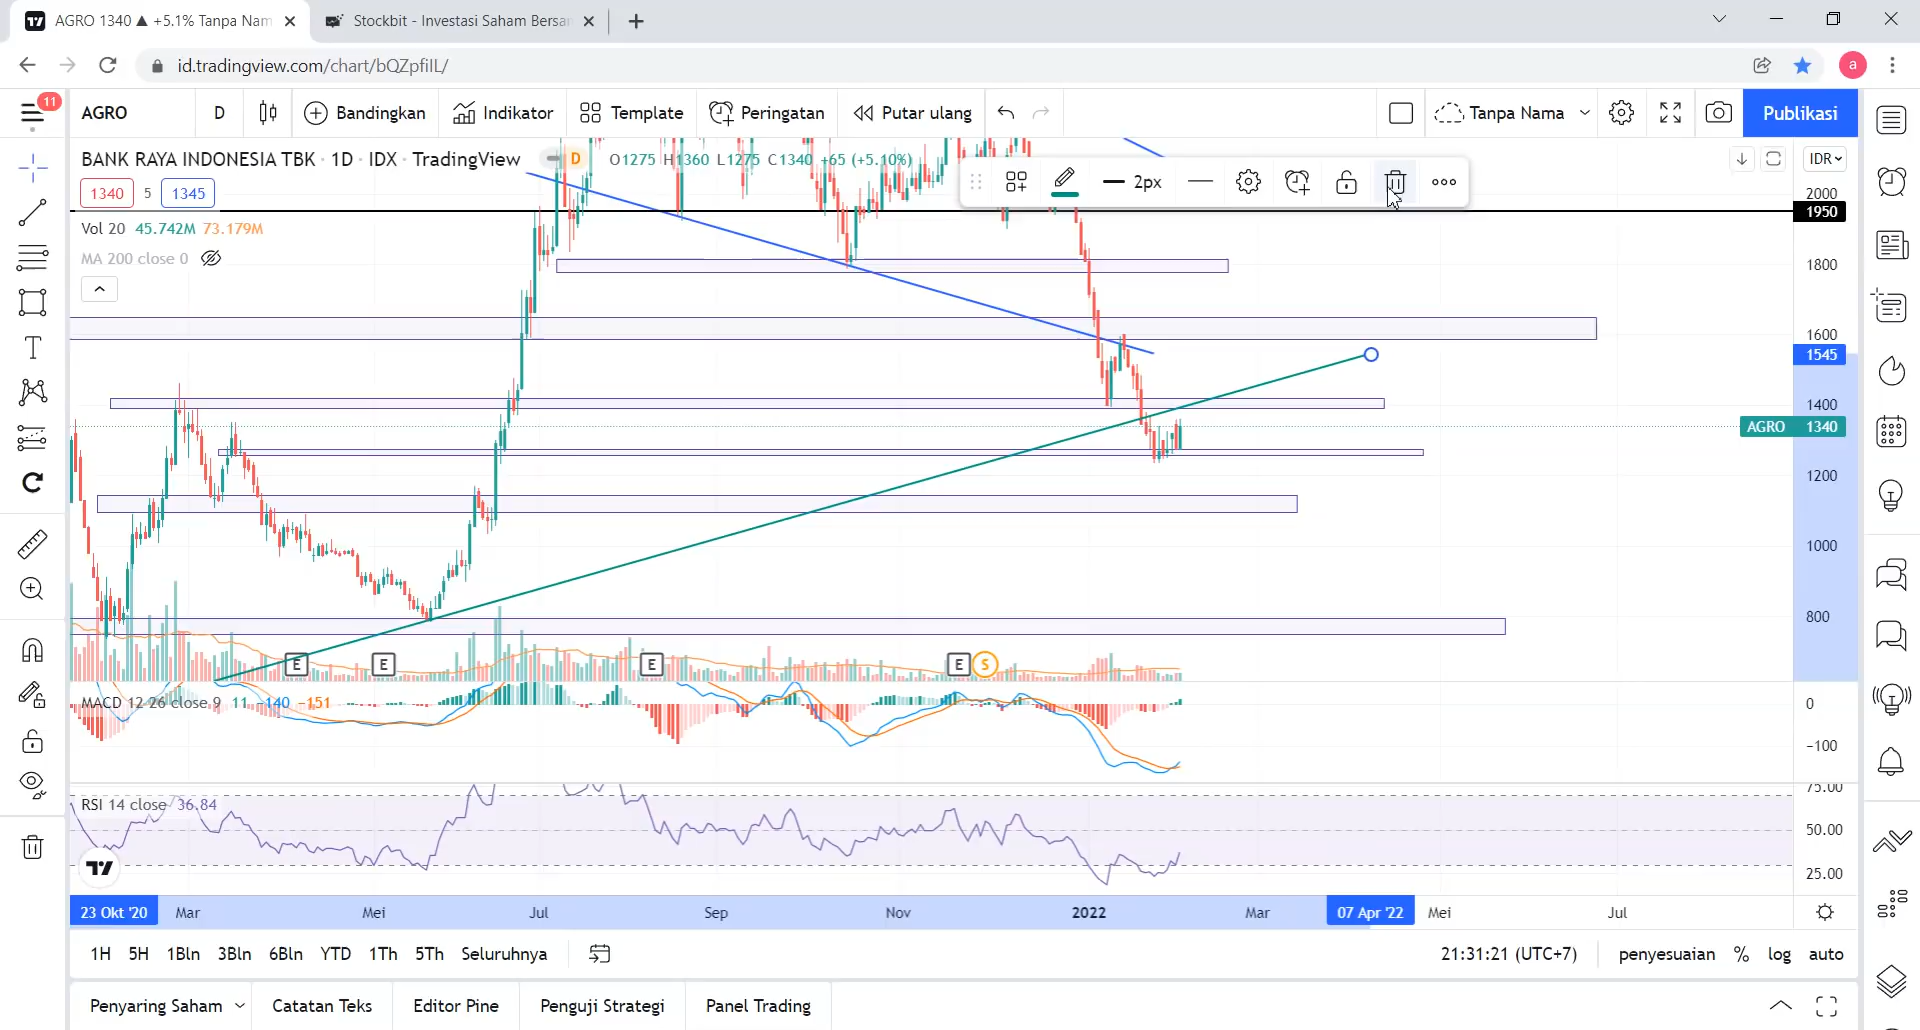 AGRO 1340 ▲ +5.1% Tanpa Nam
Stockbit - Investasi Saham Bersam
id.tradingview.com/chart/bQZpfiIL/
a
11
AGRO
D
Bandingkan
Indikator
Template
Peringatan
Putar ulang
Tanpa Nama
Publikasi
BANK RAYA INDONESIA TBK · 1D · IDX · TradingView
D
O1275 H1360 L1275 C1340 +65 (+5.10%)
2px
IDR
1340
5
1345
Vol 20 45.742M 73.179M
MA 200 close 0
2000
1950
1800
1600
1545
1400
AGRO 1340
1200
1000
800
E
E
E
E
S
MACD 12 26 close 9 11 −140 −151
0
−100
RSI 14 close 36.84
75.00
50.00
25.00
23 Okt '20
Mar
Mei
Jul
Sep
Nov
2022
Mar
07 Apr '22
Mei
Jul
1H 5H 1Bln 3Bln 6Bln YTD 1Th 5Th Seluruhnya
21:31:21 (UTC+7)
penyesuaian % log auto
Penyaring Saham
Catatan Teks
Editor Pine
Penguji Strategi
Panel Trading